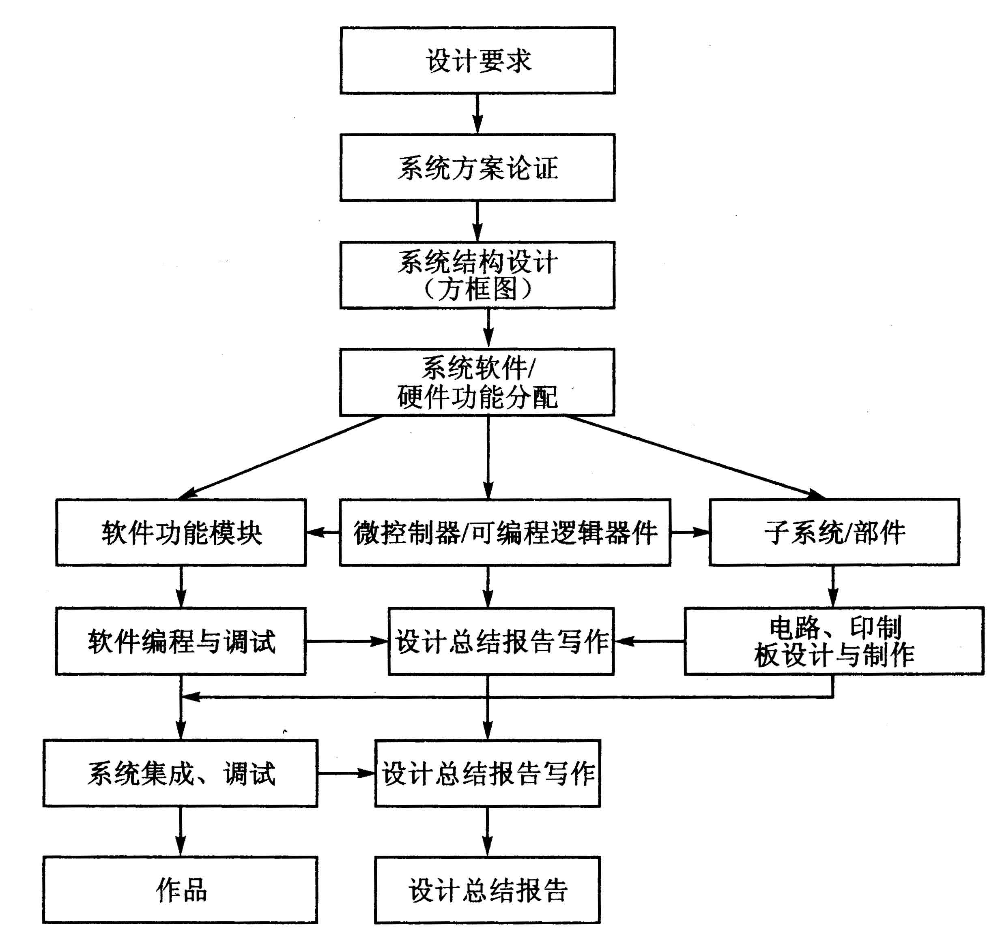 设计要求
系统方案论证
系统结构设计
（方框图）
系统软件/
硬件功能分配
软件功能模块
微控制器/可编程逻辑器件
子系统/部件
软件编程与调试
设计总结报告写作
电路、印制
板设计与制作
系统集成、调试
设计总结报告写作
作品
设计总结报告